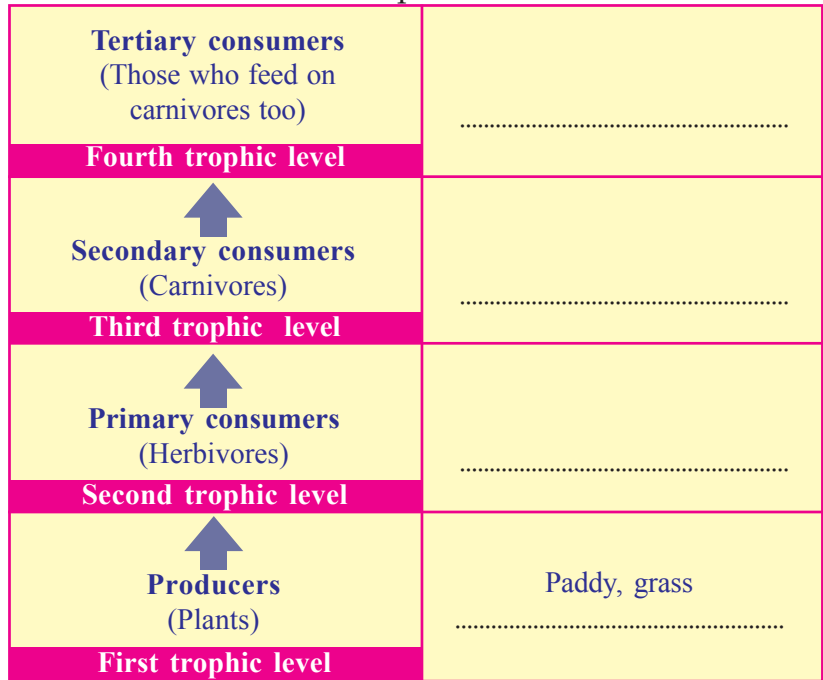 Tertiary consumers
(Those who feed on
carnivores too)
..........................................................
Fourth trophic level
Secondary consumers
(Carnivores)
..........................................................
Third trophic level
Primary consumers
(Herbivores)
..........................................................
Second trophic level
Producers
(Plants)
Paddy, grass
..........................................................
First trophic level